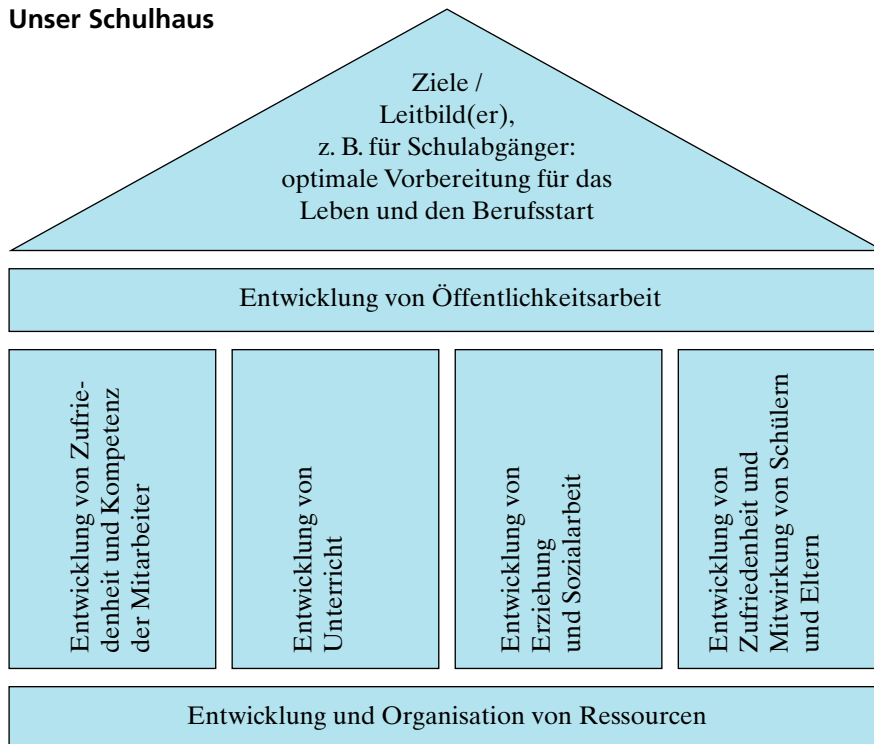 Unser Schulhaus
Ziele /
Leitbild(er),
z. B. für Schulabgänger:
optimale Vorbereitung für das
Leben und den Berufsstart
Entwicklung von Öffentlichkeitsarbeit
Entwicklung von Zufrie-
denheit und Kompetenz
der Mitarbeiter
Entwicklung von
Unterricht
Entwicklung von
Erziehung
und Sozialarbeit
Entwicklung von
Zufriedenheit und
Mitwirkung von Schülern
und Eltern
Entwicklung und Organisation von Ressourcen